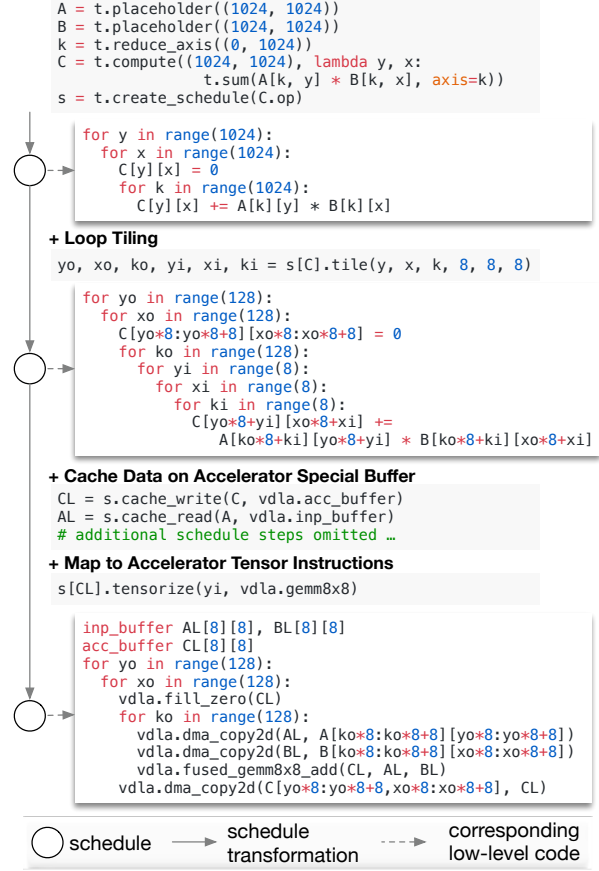 A = t.placeholder((1024, 1024))
B = t.placeholder((1024, 1024))
k = t.reduce_axis((0, 1024))
C = t.compute((1024, 1024), lambda y, x:
t.sum(A[k, y] * B[k, x], axis=k))
s = t.create_schedule(C.op)
for y in range(1024):
for x in range(1024):
C[y][x] = 0
for k in range(1024):
C[y][x] += A[k][y] * B[k][x]
+ Loop Tiling
yo, xo, ko, yi, xi, ki = s[C].tile(y, x, k, 8, 8, 8)
for yo in range(128):
for xo in range(128):
C[yo*8:yo*8+8][xo*8:xo*8+8] = 0
for ko in range(128):
for yi in range(8):
for xi in range(8):
for ki in range(8):
C[yo*8+yi][xo*8+xi] +=
A[ko*8+ki][yo*8+yi] * B[ko*8+ki][xo*8+xi]
+ Cache Data on Accelerator Special Buffer
CL = s.cache_write(C, vdla.acc_buffer)
AL = s.cache_read(A, vdla.inp_buffer)
# additional schedule steps omitted …
+ Map to Accelerator Tensor Instructions
s[CL].tensorize(yi, vdla.gemm8x8)
inp_buffer AL[8][8], BL[8][8]
acc_buffer CL[8][8]
for yo in range(128):
for xo in range(128):
vdla.fill_zero(CL)
for ko in range(128):
vdla.dma_copy2d(AL, A[ko*8:ko*8+8][yo*8:yo*8+8])
vdla.dma_copy2d(BL, B[ko*8:ko*8+8][xo*8:xo*8+8])
vdla.fused_gemm8x8_add(CL, AL, BL)
vdla.dma_copy2d(C[yo*8:yo*8+8,xo*8:xo*8+8], CL)
schedule
schedule
transformation
corresponding
low-level code